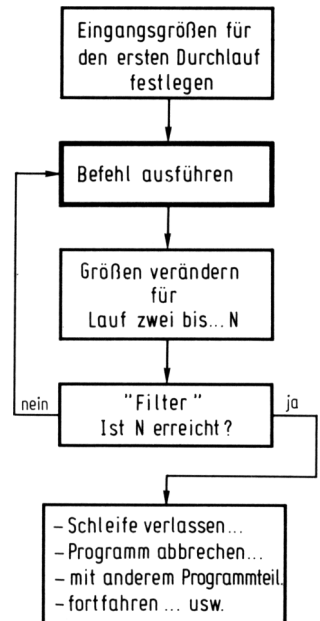 Eingangsgrößen für
den ersten Durchlauf
festlegen
Befehl ausführen
Größen verändern
für
Lauf zwei bis...N
nein
"Filter"
Ist N erreicht?
ja
– Schleife verlassen...
– Programm abbrechen...
– mit anderem Programmteil.
– fortfahren ... usw.